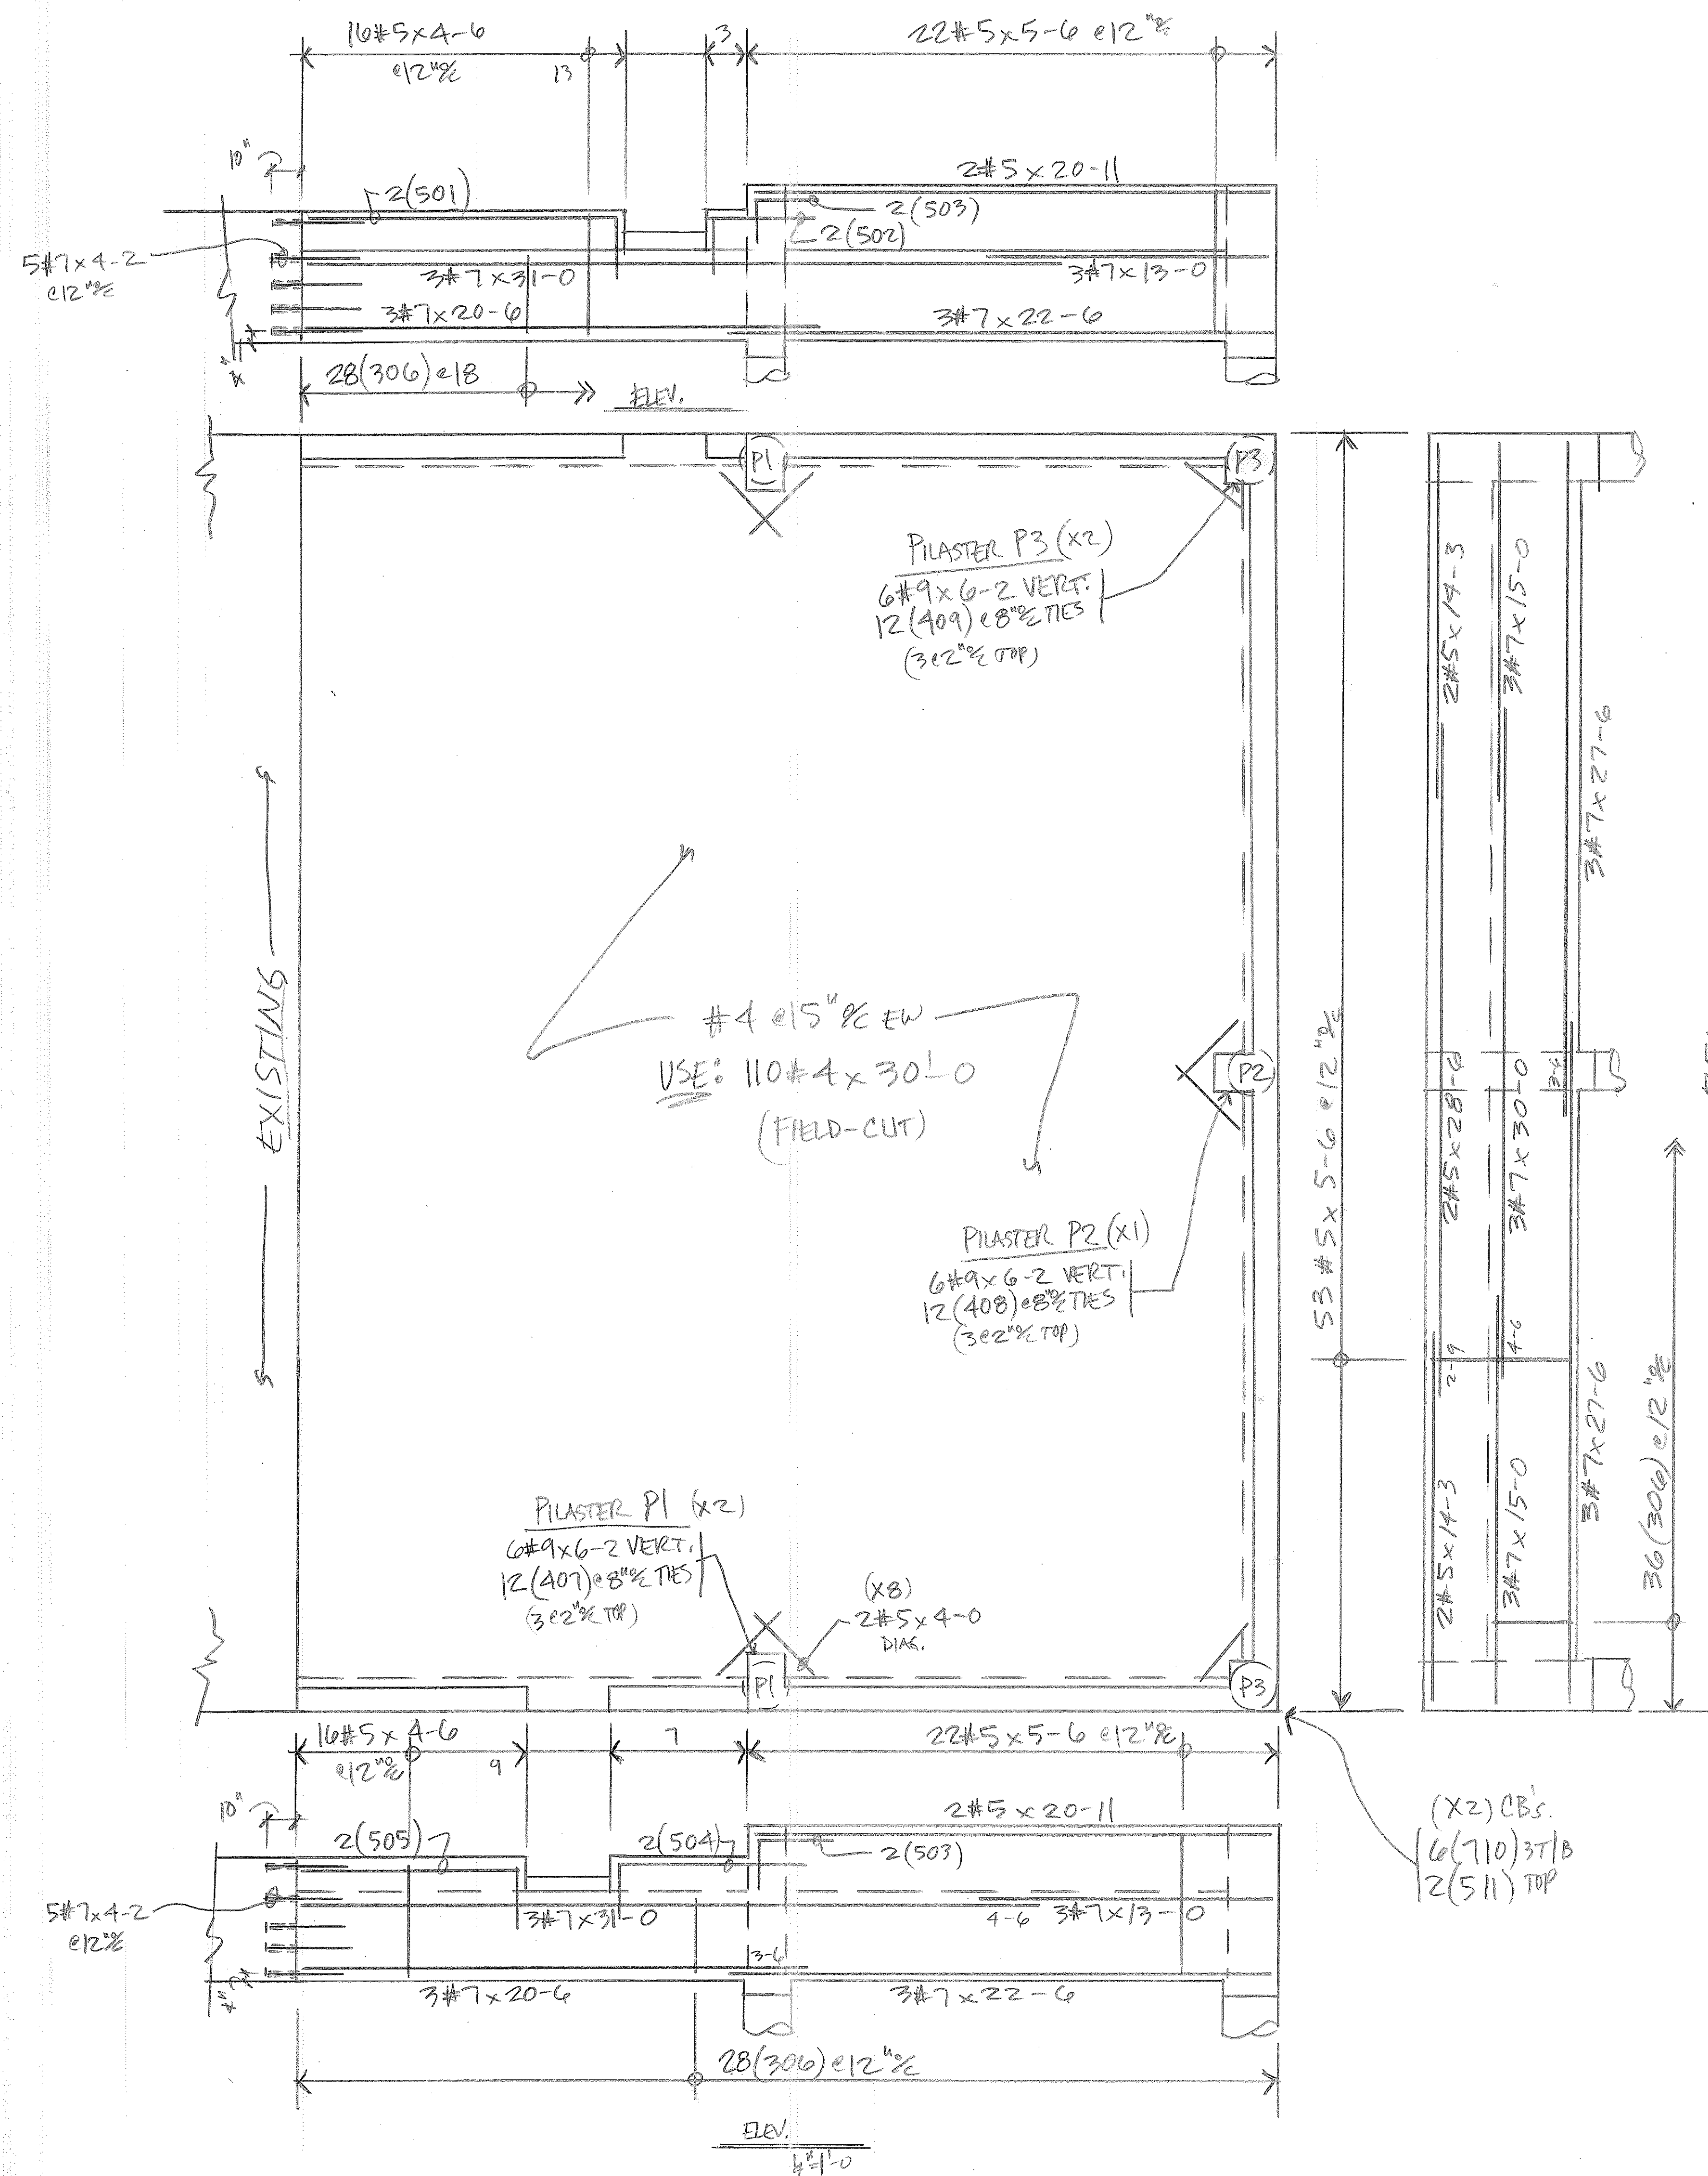 16#5x4-6
@12"o/c
13
3
22#5x5-6 @12"o/c
10"
2(501)
2#5x20-11
2(503)
2(502)
5#7x4-2
@12"o/c
3#7x31-0
3#7x13-0
3#7x20-6
3#7x22-6
4"
28(306)@18
ELEV.
P1
P3
PILASTER P3 (X2)
6#9x6-2 VERT.
12(409)@8"o/c TIES
(3@2"o/c TOP)
2#5x14-3
3#7x15-0
3#7x27-6
EXISTING
#4 @15"o/c EW
USE: 110#4x30'-0
(FIELD-CUT)
P2
53#5x5-6@12"o/c
2#5x28-6
3#7x30-0
3-6
PILASTER P2 (X1)
6#9x6-2 VERT.
12(408)@8"o/c TIES
(3@2"o/c TOP)
2-9
4-6
3#7x27-6
36(306)@12"o/c
2#5x14-3
3#7x15-0
PILASTER P1 (X2)
6#9x6-2 VERT.
12(407)@8"o/c TIES
(3@2"o/c TOP)
(X8)
2#5x4-0
DIAG.
P1
P3
16#5x4-6
@12"o/c
9
7
22#5x5-6 @12"o/c
10"
2(505)
2(504)
2#5x20-11
2(503)
(X2) CB's.
6(710)3T/B
2(511) TOP
5#7x4-2
@12"o/c
3#7x31-0
4-6
3#7x13-0
3-6
4"
3#7x20-6
3#7x22-6
28(306)@12"o/c
ELEV.
¼"=1'-0